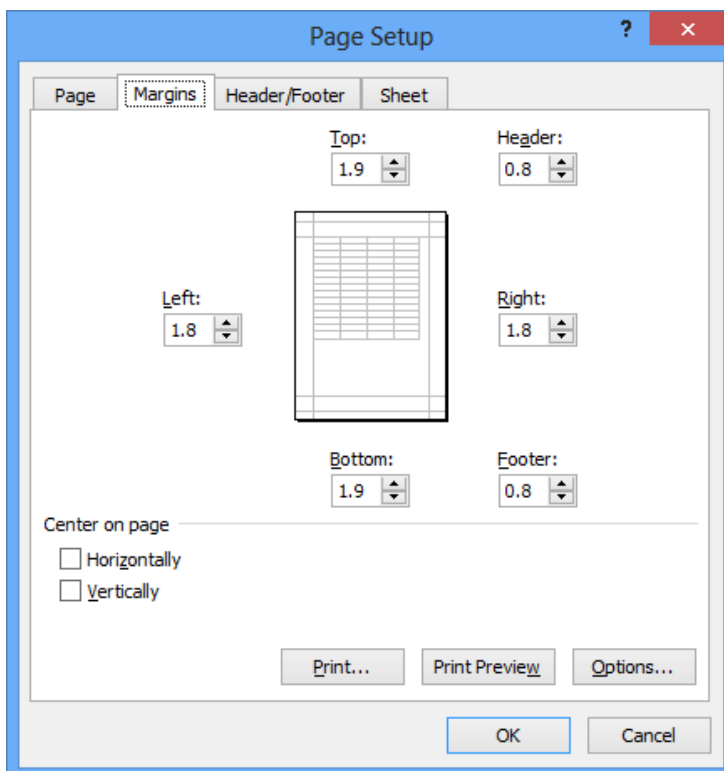 Page Setup ?
Page Margins Header/Footer Sheet
Top: Header:
1.9 0.8
Left: Right:
1.8 1.8
Bottom: Footer:
1.9 0.8
Center on page
Horizontally
Vertically
Print... Print Preview Options...
OK Cancel